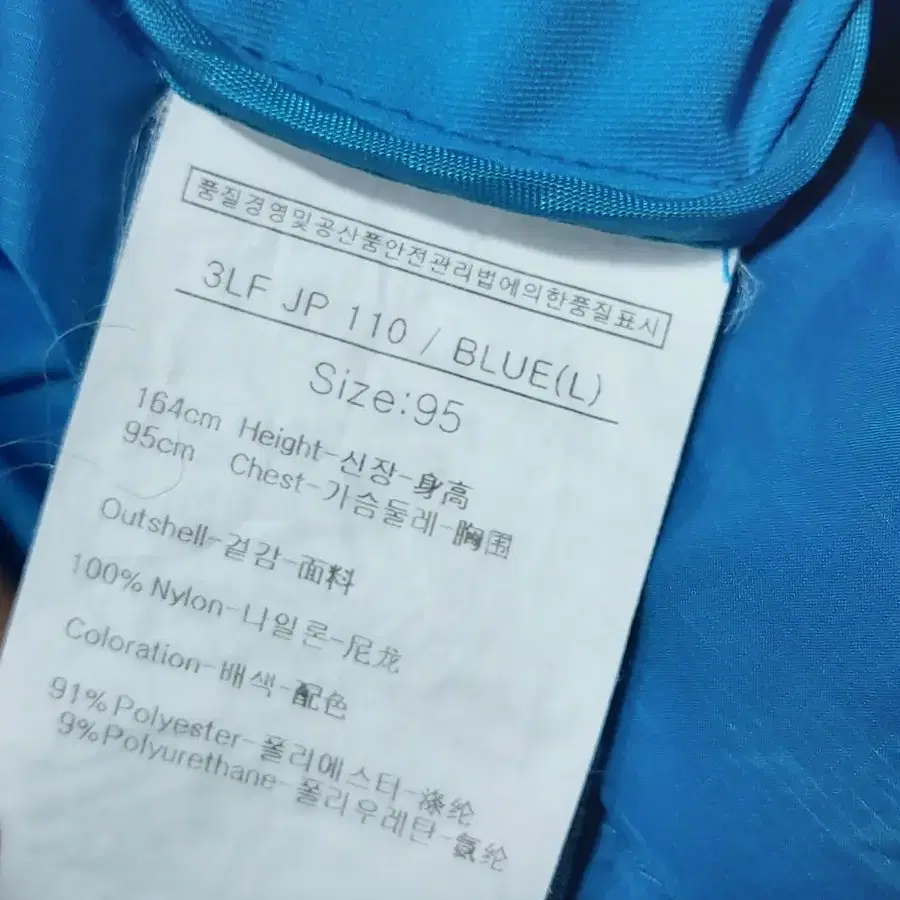 품질경영및공산품안전관리법에의한품질표시
3LF JP 110 / BLUE(L)
Size:95
164cm Height-신장-身高
95cm Chest-가슴둘레-胸围
Outshell-겉감-面料
100% Nylon-나일론-尼龙
Coloration-배색-配色
91% Polyester-폴리에스터-涤纶
9%Polyurethane-폴리우레탄-氨纶